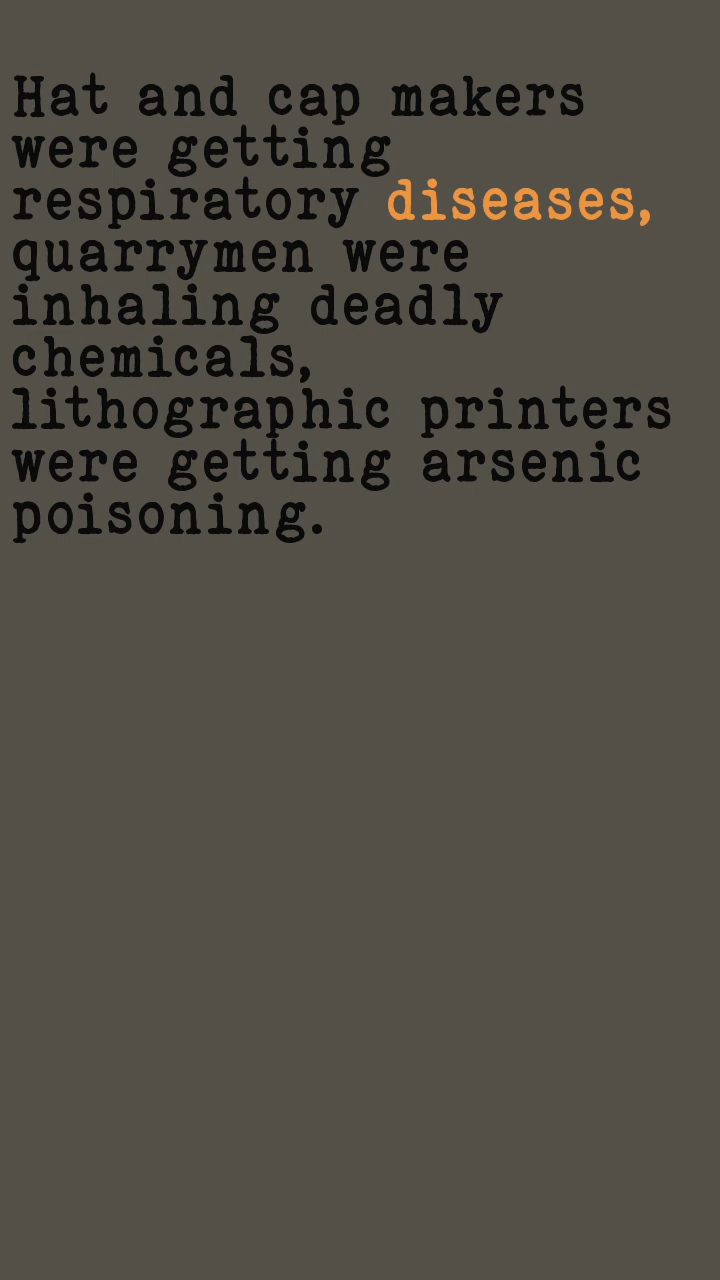 Hat and cap makers
were getting
respiratory diseases,
quarrymen were
inhaling deadly
chemicals,
lithographic printers
were getting arsenic
poisoning.